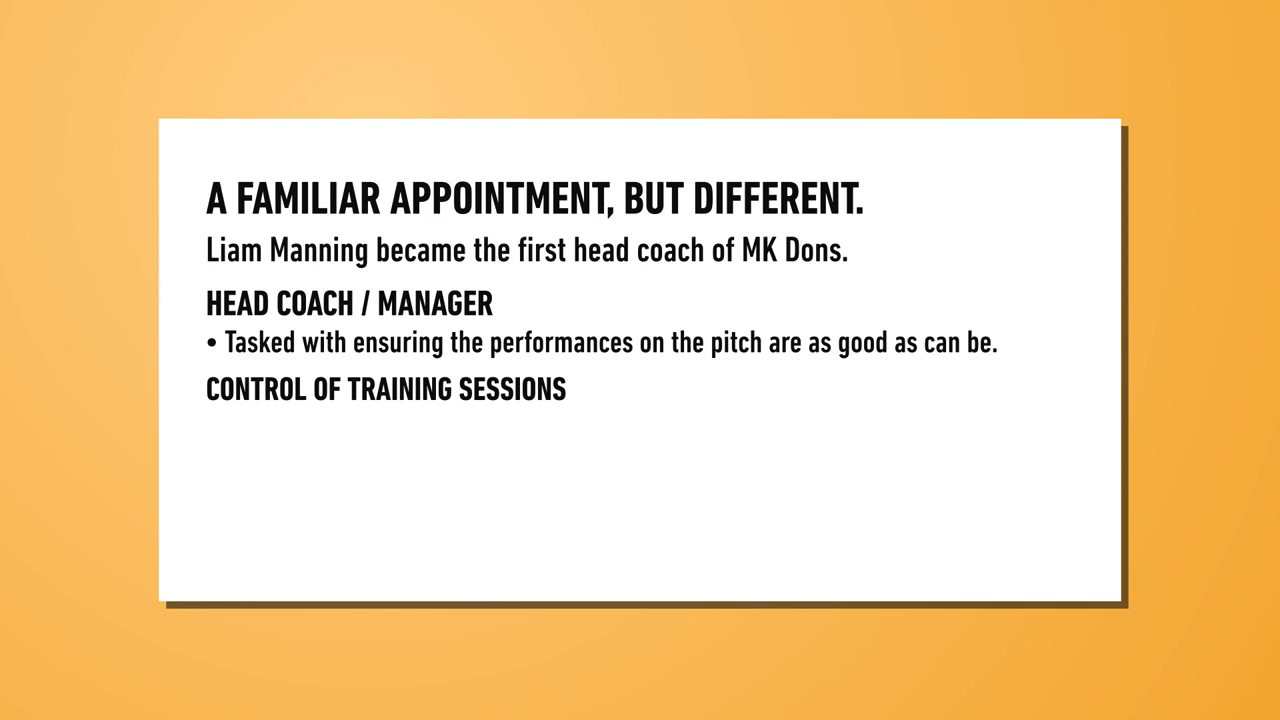 A FAMILIAR APPOINTMENT, BUT DIFFERENT.
Liam Manning became the first head coach of MK Dons.
HEAD COACH / MANAGER
• Tasked with ensuring the performances on the pitch are as good as can be.
CONTROL OF TRAINING SESSIONS